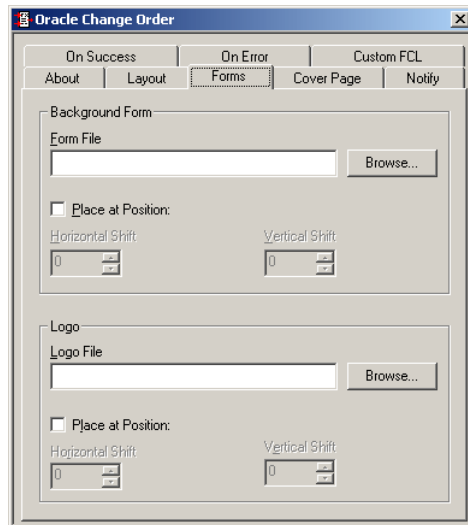 Oracle Change Order
On Success On Error Custom FCL
About Layout Forms Cover Page Notify
Background Form
Form File
Browse...
Place at Position:
Horizontal Shift Vertical Shift
0 0
Logo
Logo File
Browse...
Place at Position:
Horizontal Shift Vertical Shift
0 0